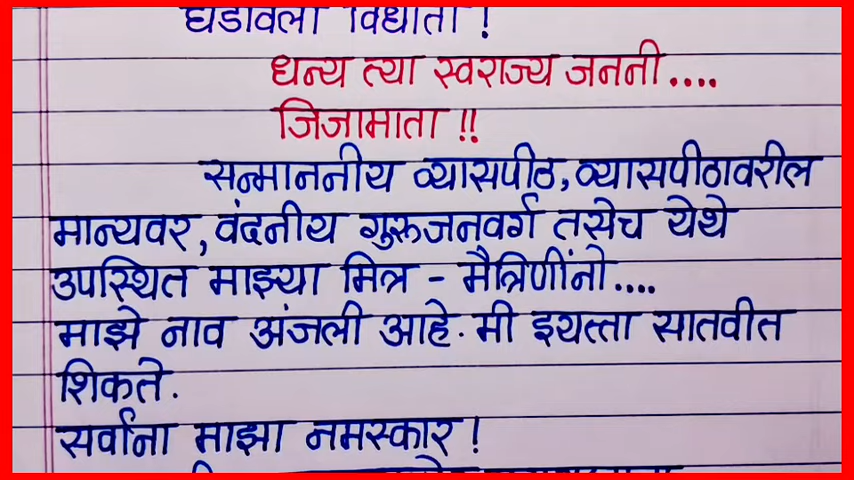 घडविला विधाता !
धन्य त्या स्वराज्य जननी....
जिजामाता !!
सन्माननीय व्यासपीठ, व्यासपीठावरील
मान्यवर, वंदनीय गुरुजनवर्ग तसेच येथे
उपस्थित माझ्या मित्र - मैत्रिणींनो....
माझे नाव अंजली आहे. मी इयत्ता सातवीत
शिकते.
सर्वांना माझा नमस्कार !